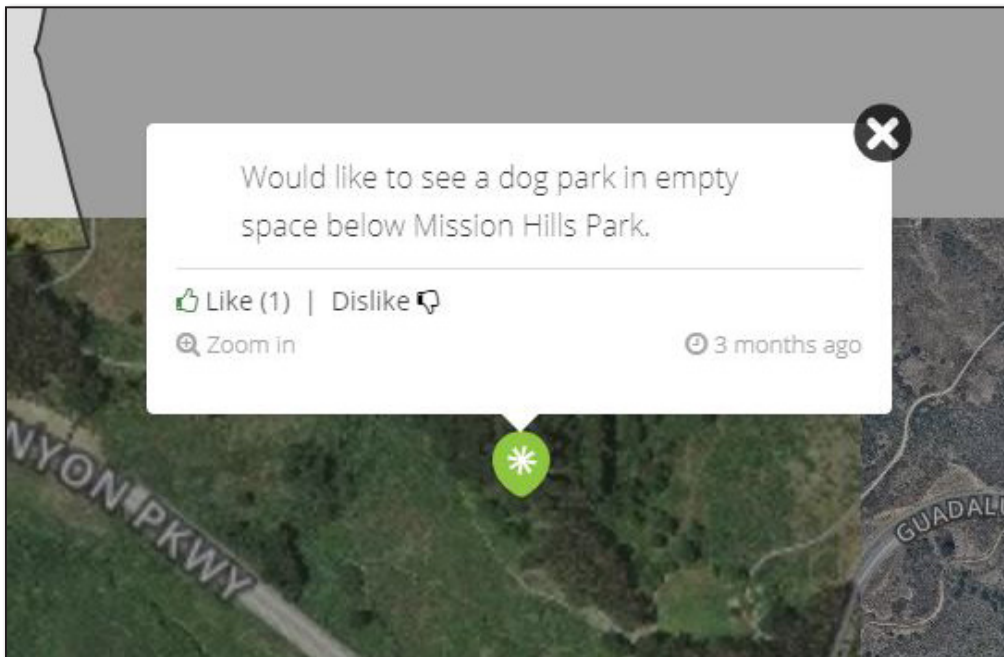 Would like to see a dog park in empty
space below Mission Hills Park.
Like (1) | Dislike
Zoom in
3 months ago
NYON PKWY
GUADAL